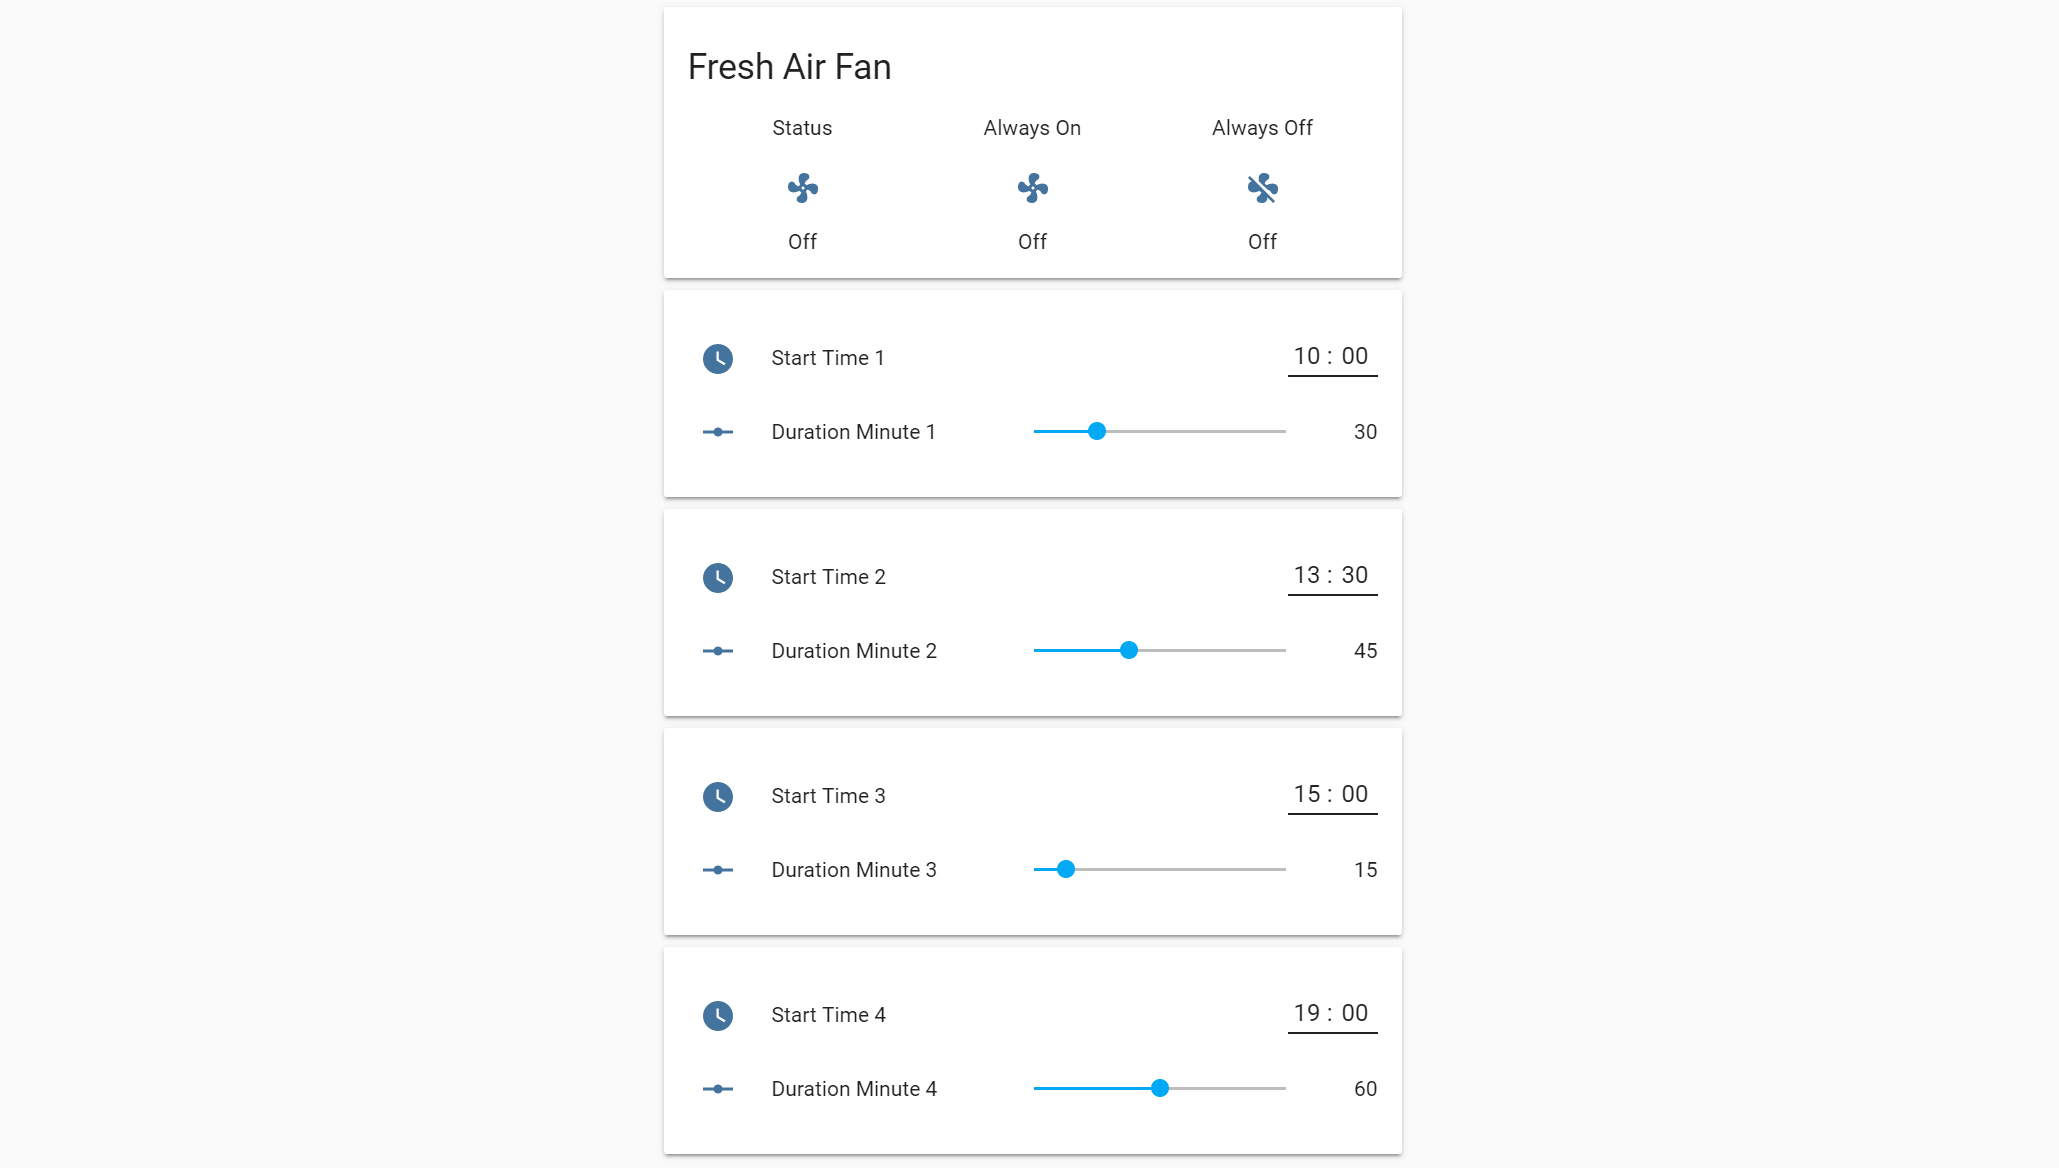 Fresh Air Fan
Status Always On Always Off
Off Off Off
Start Time 1 10 : 00
Duration Minute 1 30
Start Time 2 13 : 30
Duration Minute 2 45
Start Time 3 15 : 00
Duration Minute 3 15
Start Time 4 19 : 00
Duration Minute 4 60